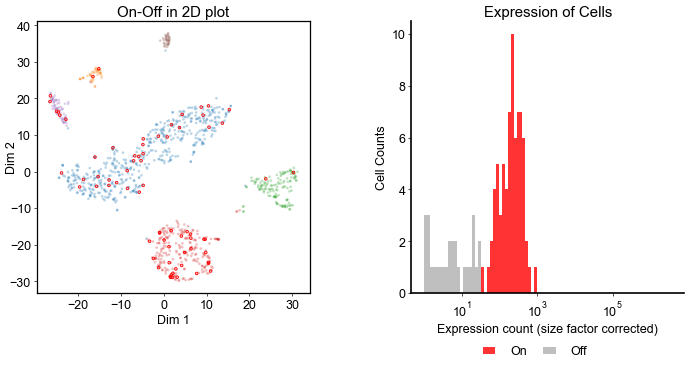 On-Off in 2D plot
40
30
20
10
0
−10
−20
−30
Dim 2
−20 −10 0 10 20 30
Dim 1
Expression of Cells
10
8
6
4
2
0
Cell Counts
10^1 10^3 10^5
Expression count (size factor corrected)
On Off